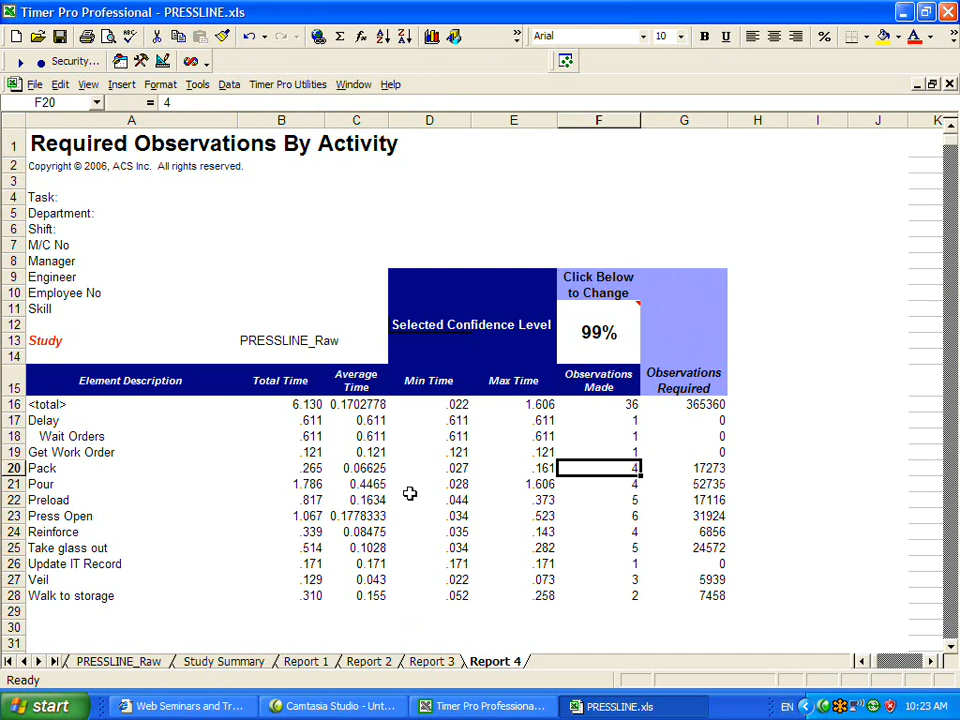 Timer Pro Professional - PRESSLINE.xls
Arial 10 B U
Security...
File Edit View Insert Format Tools Data Timer Pro Utilities Window Help
F20 = 4
A B C D E F G H I J K
1 Required Observations By Activity
2 Copyright © 2006, ACS Inc. All rights reserved.
3
4 Task:
5 Department:
6 Shift:
7 M/C No
8 Manager
9 Engineer Click Below
10 Employee No to Change
11 Skill
12 Selected Confidence Level 99%
13 Study PRESSLINE_Raw
14
15 Element Description Total Time Average Time Min Time Max Time Observations Made Observations Required
16 <total> 6.130 0.1702778 .022 1.606 36 365360
17 Delay .611 0.611 .611 .611 1 0
18 Wait Orders .611 0.611 .611 .611 1 0
19 Get Work Order .121 0.121 .121 .121 1 0
20 Pack .265 0.06625 .027 .161 4 17273
21 Pour 1.786 0.4465 .028 1.606 4 52735
22 Preload .817 0.1634 .044 .373 5 17116
23 Press Open 1.067 0.1778333 .034 .523 6 31924
24 Reinforce .339 0.08475 .035 .143 4 6856
25 Take glass out .514 0.1028 .034 .282 5 24572
26 Update IT Record .171 0.171 .171 .171 1 0
27 Veil .129 0.043 .022 .073 3 5939
28 Walk to storage .310 0.155 .052 .258 2 7458
29
30
31
PRESSLINE_Raw Study Summary Report 1 Report 2 Report 3 Report 4
Ready
start Web Seminars and Tr... Camtasia Studio - Unt... Timer Pro Professiona... PRESSLINE.xls EN 10:23 AM